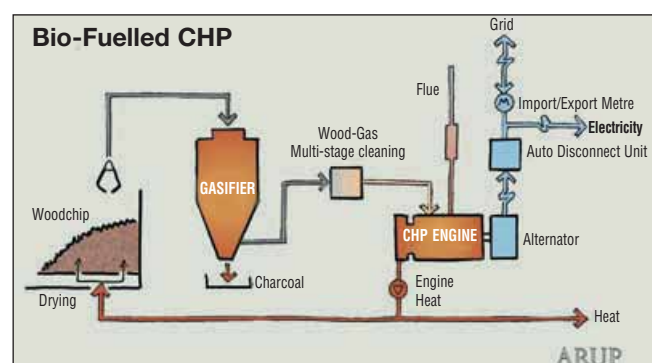 Bio-Fuelled CHP
Grid
Flue
M
Import/Export Metre
Electricity
Wood-Gas
Multi-stage cleaning
Auto Disconnect Unit
GASIFIER
Woodchip
CHP ENGINE
Alternator
Charcoal
Engine
Heat
Drying
Heat
ARUP